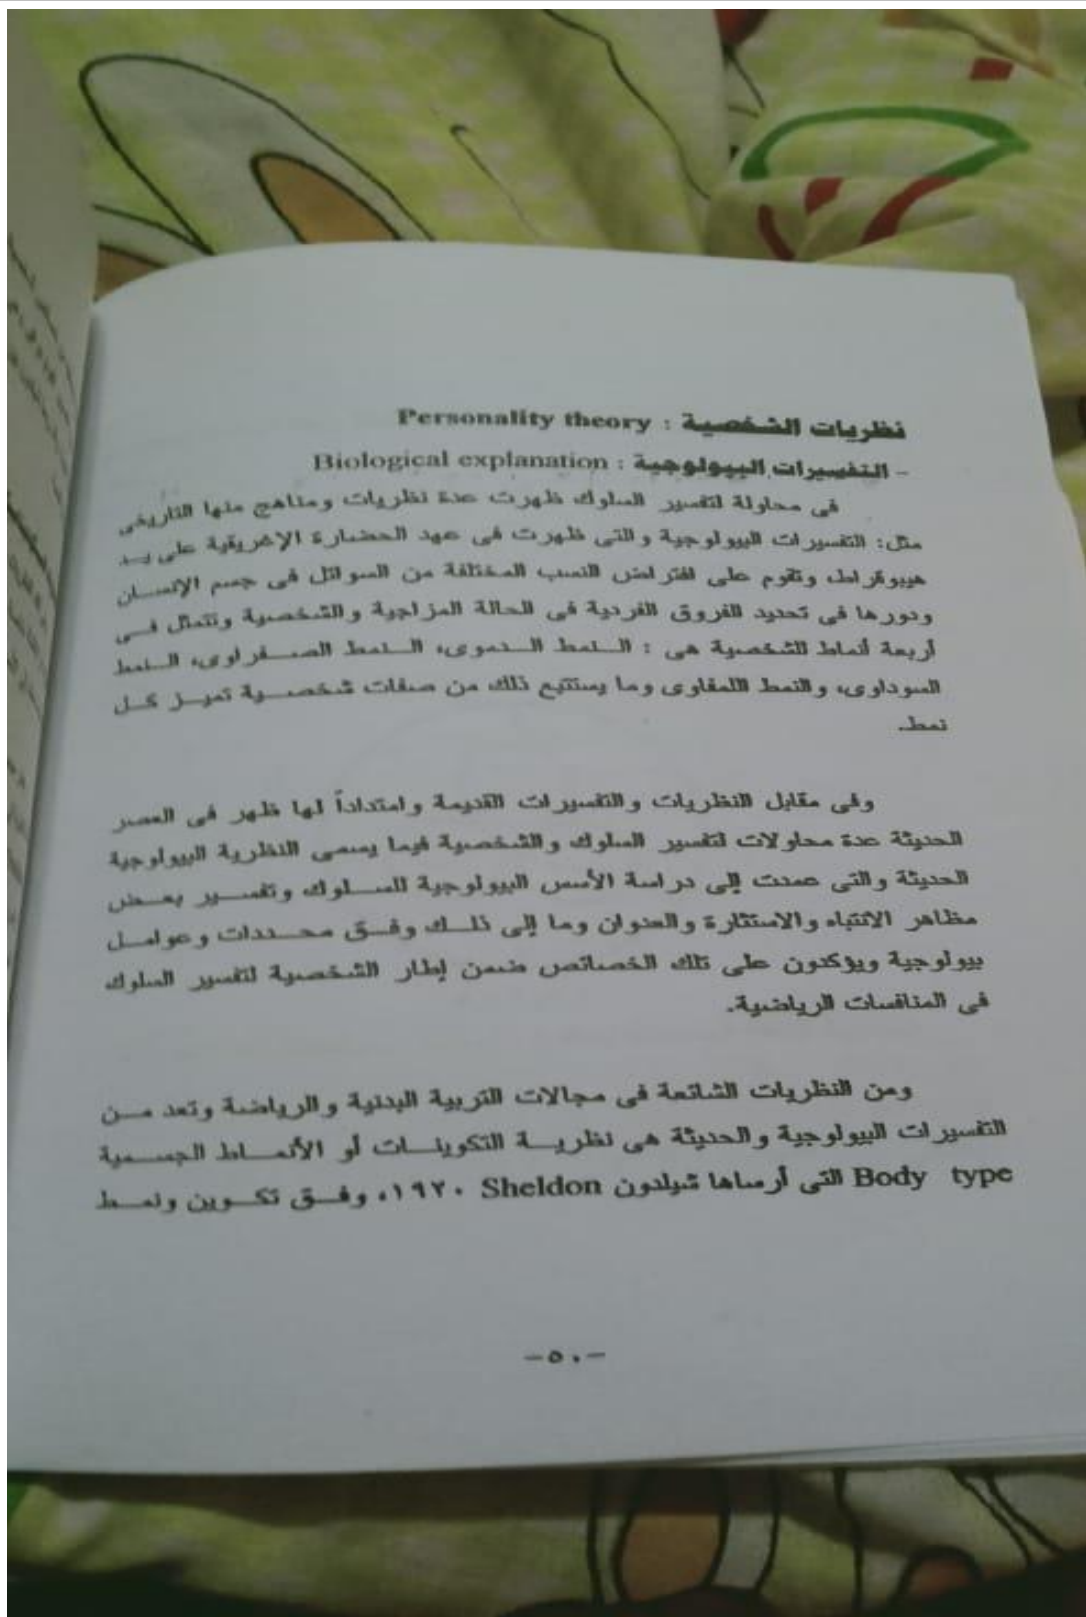 نظريات الشخصية : Personality theory
- التفسيرات البيولوجية : Biological explanation
فى محاولة لتفسير السلوك ظهرت عدة نظريات ومناهج منها التاريخى
مثل: التفسيرات البيولوجية والتى ظهرت فى عهد الحضارة الإغريقية على يد
هيبوقراط، وتقوم على افتراض النسب المختلفة من السوائل فى جسم الإنسان
ودورها فى تحديد الفروق الفردية فى الحالة المزاجية والشخصية وتتمثل فى
أربعة أنماط للشخصية هى : النمط الدموى، النمط الصفراوى، النمط
السوداوى، والنمط اللمفاوى وما يستتبع ذلك من صفات شخصية تميز كل
نمط.
وفى مقابل النظريات والتفسيرات القديمة وامتداداً لها ظهر فى العصر
الحديثة عدة محاولات لتفسير السلوك والشخصية فيما يسمى النظرية البيولوجية
الحديثة والتى عمدت إلى دراسة الأسس البيولوجية للسلوك وتفسير بعض
مظاهر الانتباه والاستثارة والعدوان وما إلى ذلك وفق محددات وعوامل
بيولوجية ويؤكدون على تلك الخصائص ضمن إطار الشخصية لتفسير السلوك
فى المنافسات الرياضية.
ومن النظريات الشائعة فى مجالات التربية البدنية والرياضة وتعد من
التفسيرات البيولوجية والحديثة هى نظرية التكوينات أو الأنماط الجسمية
Body type التى أرساها شيلدون Sheldon ١٩٢٠، وفق تكوين ونمط
-٥٠-